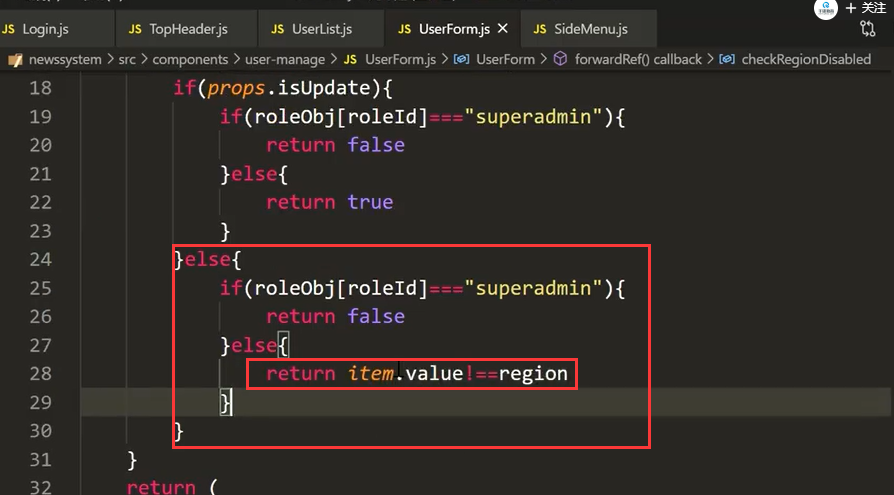 + 关注
JS Login.js JS TopHeader.js JS UserList.js JS UserForm.js × JS SideMenu.js
newssystem > src > components > user-manage > JS UserForm.js > UserForm > forwardRef() callback > checkRegionDisabled
18 if(props.isUpdate){
19 if(roleObj[roleId]==="superadmin"){
20 return false
21 }else{
22 return true
23 }
24 }else{
25 if(roleObj[roleId]==="superadmin"){
26 return false
27 }else{
28 return item.value!==region
29 }
30 }
31 }
32 return (